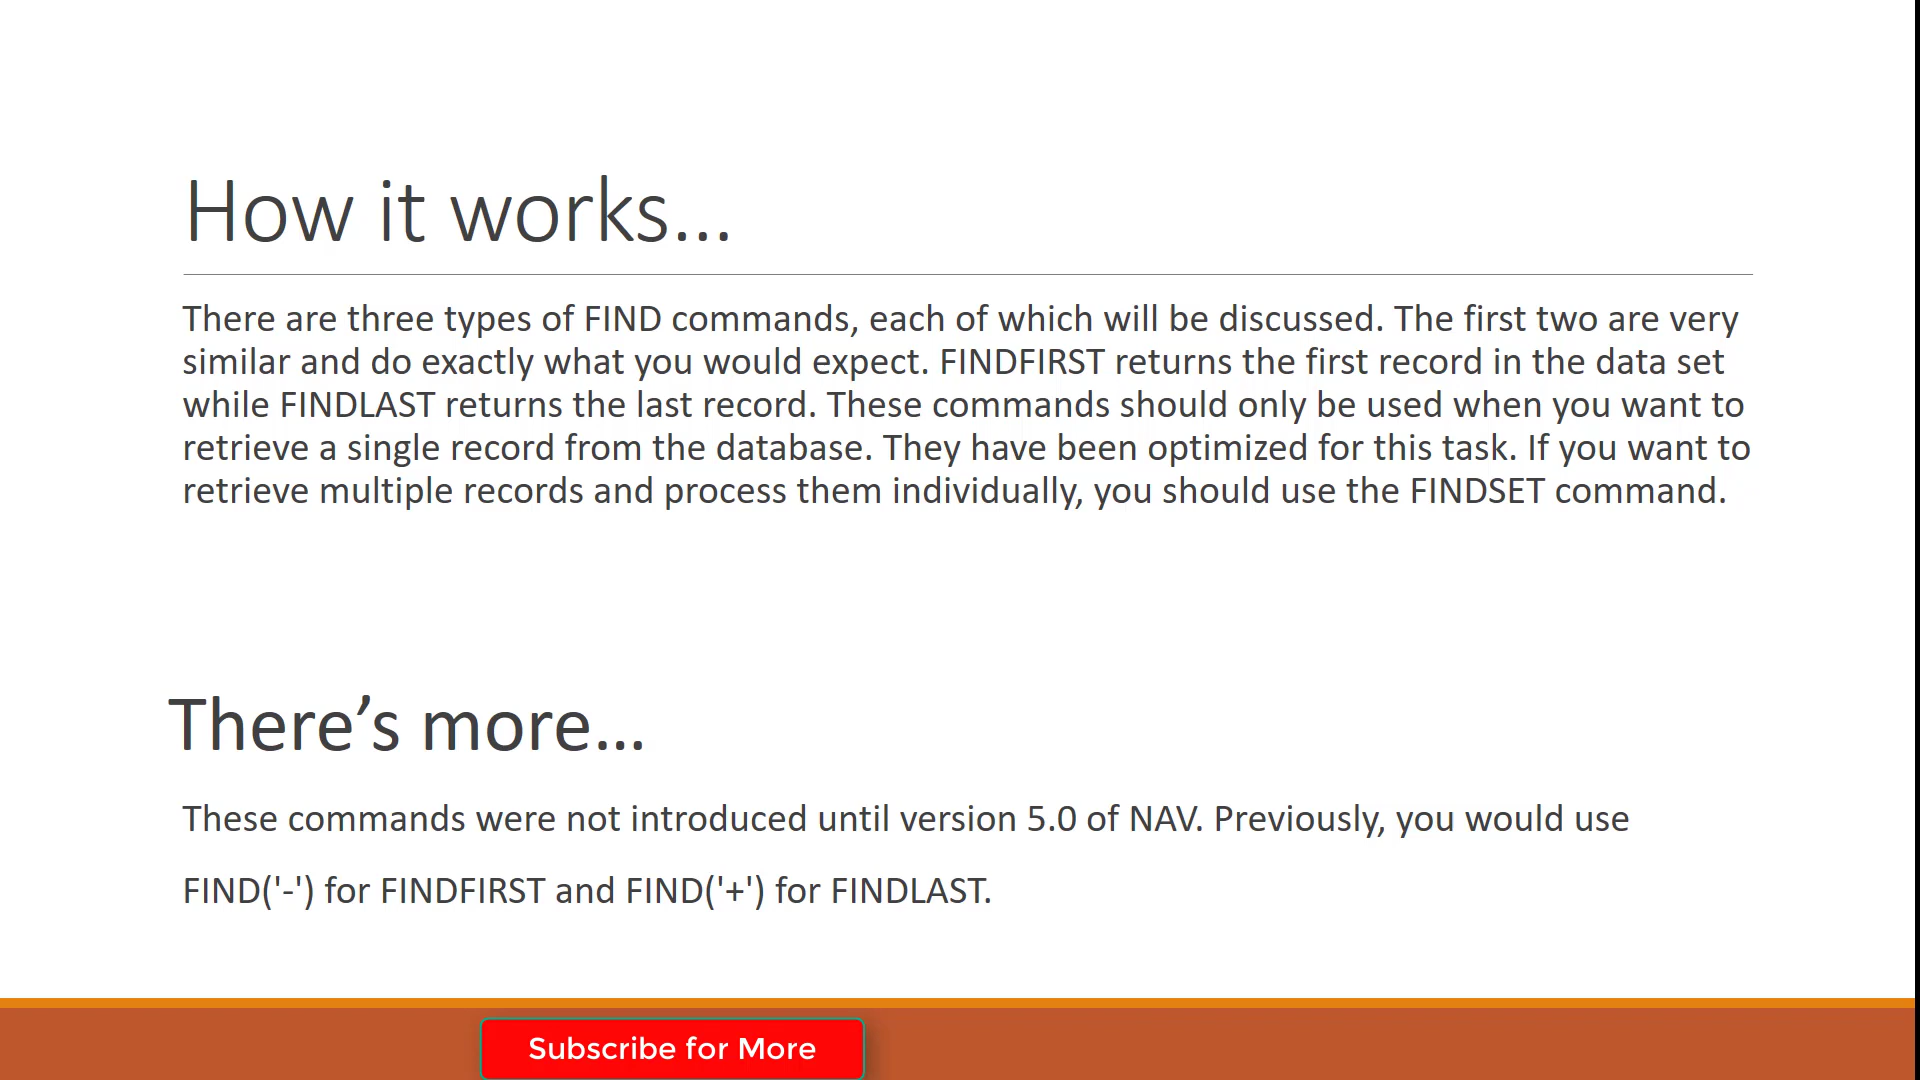 How it works...
There are three types of FIND commands, each of which will be discussed. The first two are very
similar and do exactly what you would expect. FINDFIRST returns the first record in the data set
while FINDLAST returns the last record. These commands should only be used when you want to
retrieve a single record from the database. They have been optimized for this task. If you want to
retrieve multiple records and process them individually, you should use the FINDSET command.
There’s more...
These commands were not introduced until version 5.0 of NAV. Previously, you would use
FIND('-') for FINDFIRST and FIND('+') for FINDLAST.
Subscribe for More